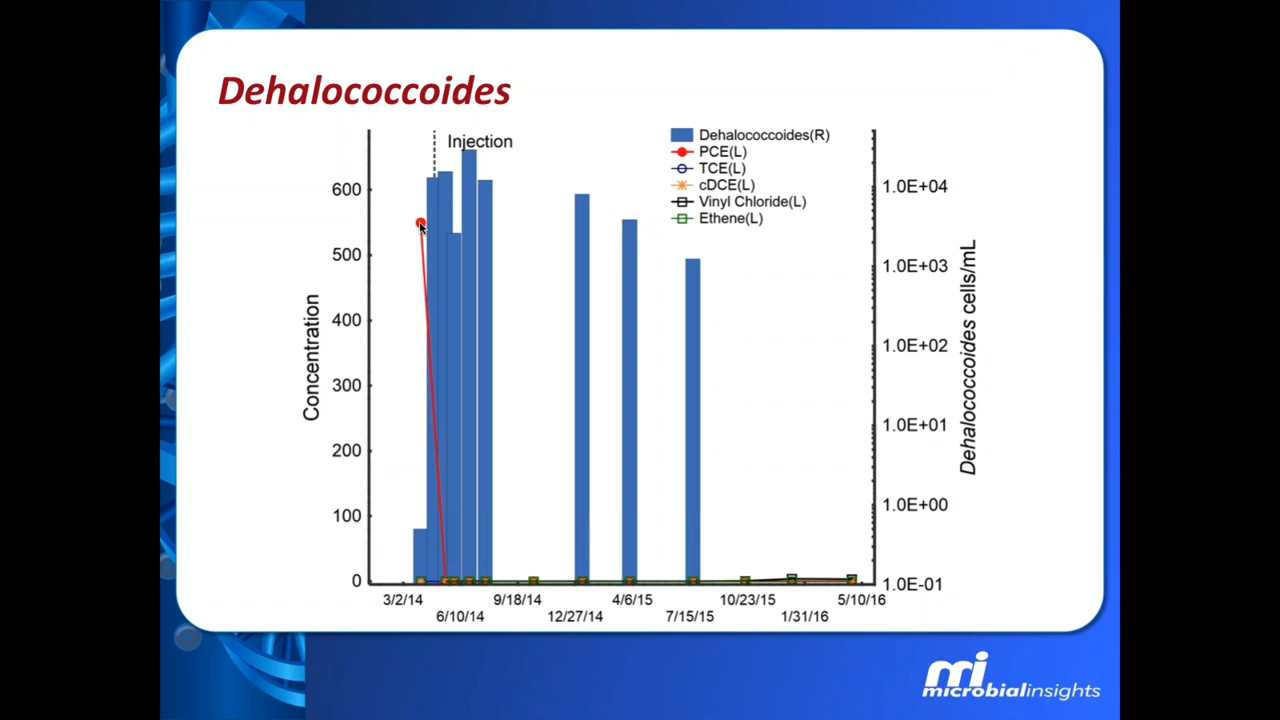 Dehalococcoides
Injection
Dehalococcoides(R)
PCE(L)
TCE(L)
cDCE(L)
Vinyl Chloride(L)
Ethene(L)
600
500
400
300
200
100
0
Concentration
1.0E+04
1.0E+03
1.0E+02
1.0E+01
1.0E+00
1.0E-01
Dehalococcoides cells/mL
3/2/14
9/18/14
4/6/15
10/23/15
5/10/16
6/10/14
12/27/14
7/15/15
1/31/16
mi
microbialinsights